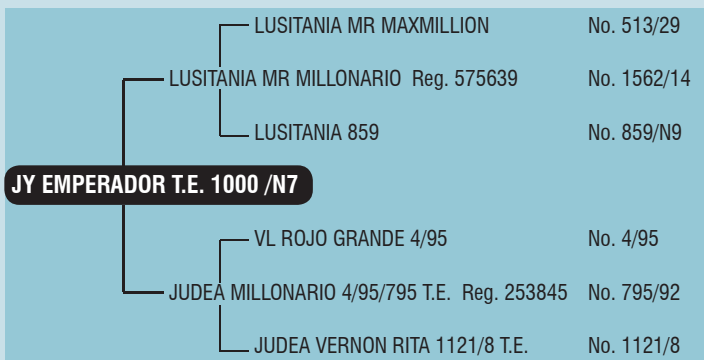 LUSITANIA MR MAXMILLION No. 513/29
LUSITANIA MR MILLONARIO Reg. 575639 No. 1562/14
LUSITANIA 859 No. 859/N9
JY EMPERADOR T.E. 1000 /N7
VL ROJO GRANDE 4/95 No. 4/95
JUDEA MILLONARIO 4/95/795 T.E. Reg. 253845 No. 795/92
JUDEA VERNON RITA 1121/8 T.E. No. 1121/8